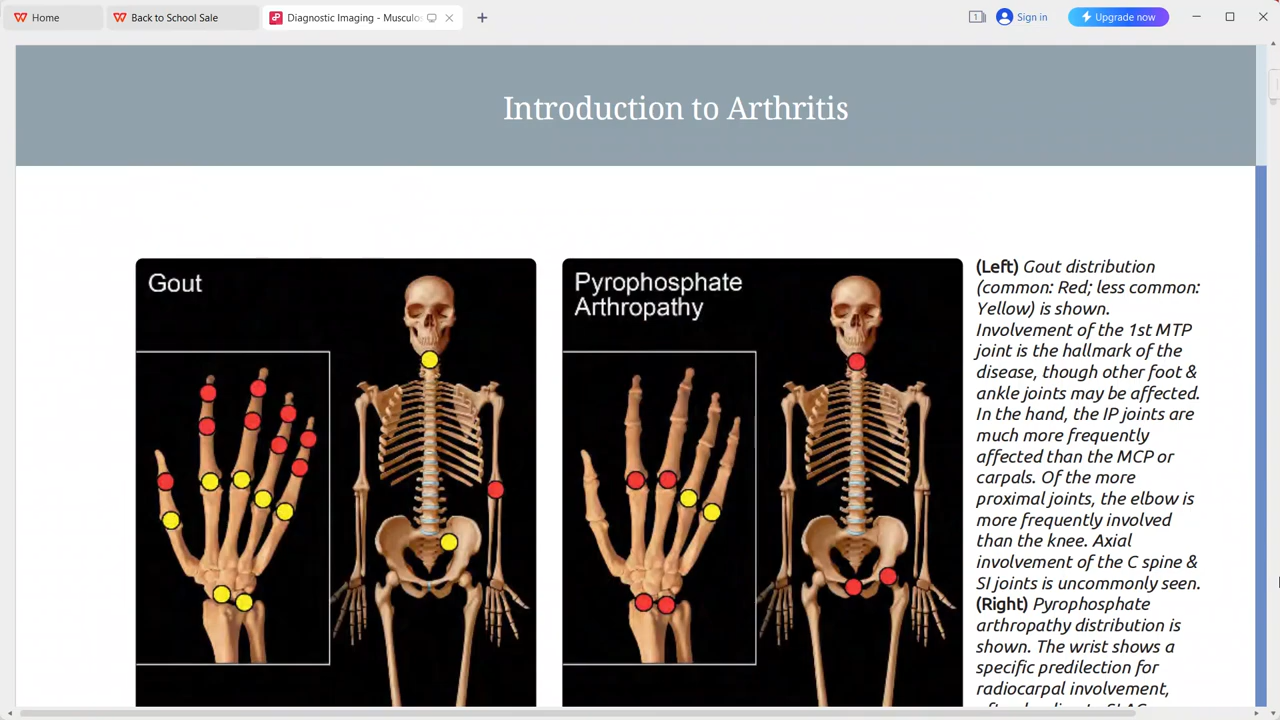 Home
Back to School Sale
Diagnostic Imaging - Musculo
1
Sign in
Upgrade now
Introduction to Arthritis
Gout
Pyrophosphate
Arthropathy
(Left) Gout distribution
(common: Red; less common:
Yellow) is shown.
Involvement of the 1st MTP
joint is the hallmark of the
disease, though other foot &
ankle joints may be affected.
In the hand, the IP joints are
much more frequently
affected than the MCP or
carpals. Of the more
proximal joints, the elbow is
more frequently involved
than the knee. Axial
involvement of the C spine &
SI joints is uncommonly seen.
(Right) Pyrophosphate
arthropathy distribution is
shown. The wrist shows a
specific predilection for
radiocarpal involvement,